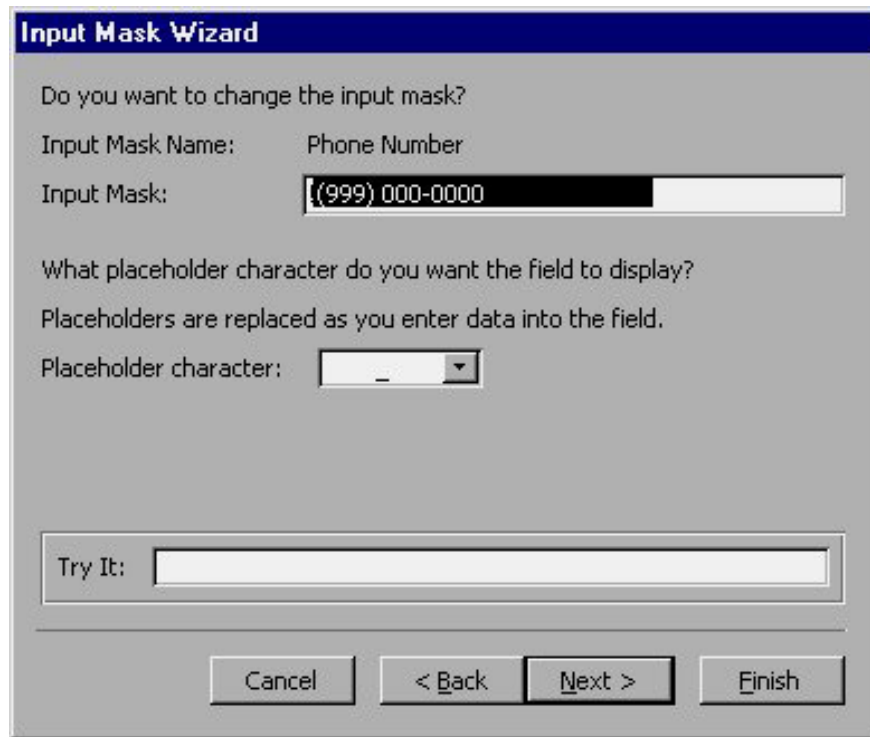 Input Mask Wizard
Do you want to change the input mask?
Input Mask Name: Phone Number
Input Mask: !(999) 000-0000
What placeholder character do you want the field to display?
Placeholders are replaced as you enter data into the field.
Placeholder character: _
Try It:
Cancel < Back Next > Finish